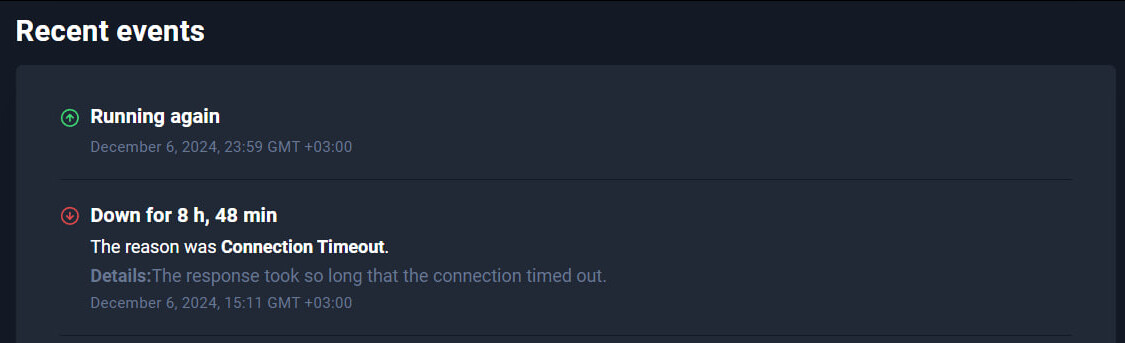 Recent events
Running again
December 6, 2024, 23:59 GMT +03:00
Down for 8 h, 48 min
The reason was Connection Timeout.
Details:The response took so long that the connection timed out.
December 6, 2024, 15:11 GMT +03:00